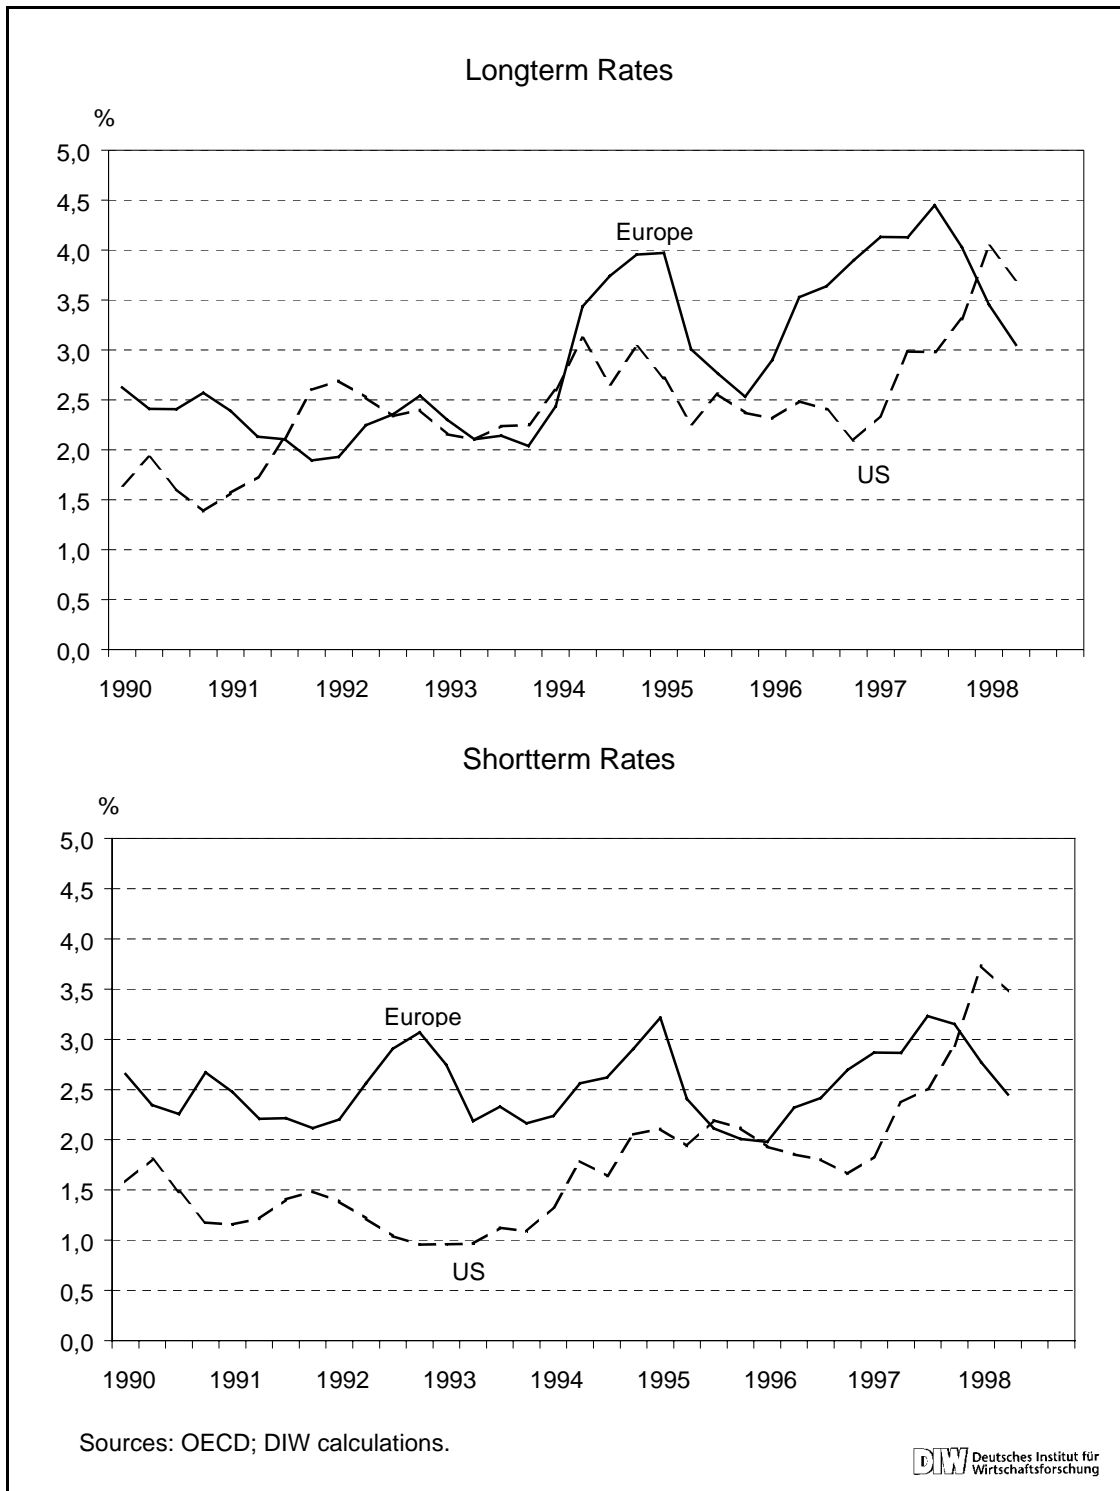 Longterm Rates
%
5,0
4,5
4,0
3,5
3,0
2,5
2,0
1,5
1,0
0,5
0,0
Europe
US
1990 1991 1992 1993 1994 1995 1996 1997 1998
Shortterm Rates
%
5,0
4,5
4,0
3,5
3,0
2,5
2,0
1,5
1,0
0,5
0,0
Europe
US
1990 1991 1992 1993 1994 1995 1996 1997 1998
Sources: OECD; DIW calculations.
DIW Deutsches Institut für
Wirtschaftsforschung